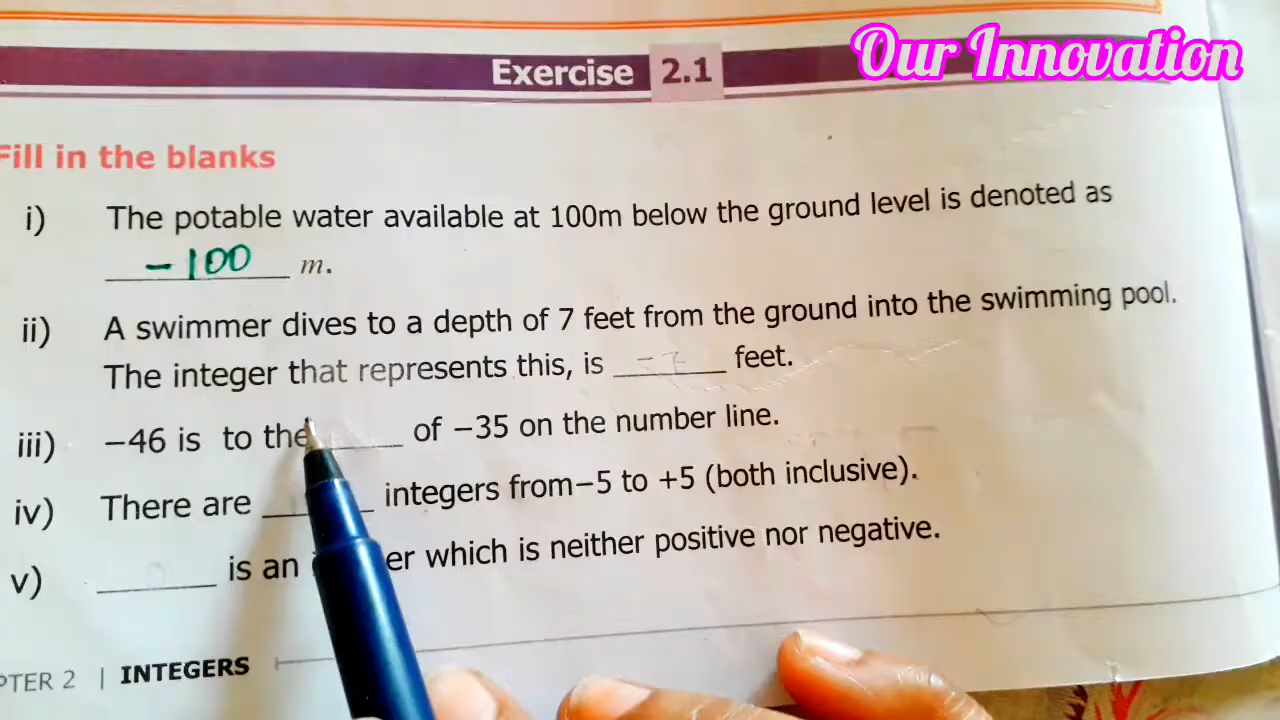 Our Innovation
Exercise 2.1
Fill in the blanks
i) The potable water available at 100m below the ground level is denoted as
-100 m.
ii) A swimmer dives to a depth of 7 feet from the ground into the swimming pool.
The integer that represents this, is -7 feet.
iii) −46 is to the of −35 on the number line.
iv) There are integers from−5 to +5 (both inclusive).
v) is an er which is neither positive nor negative.
PTER 2 | INTEGERS